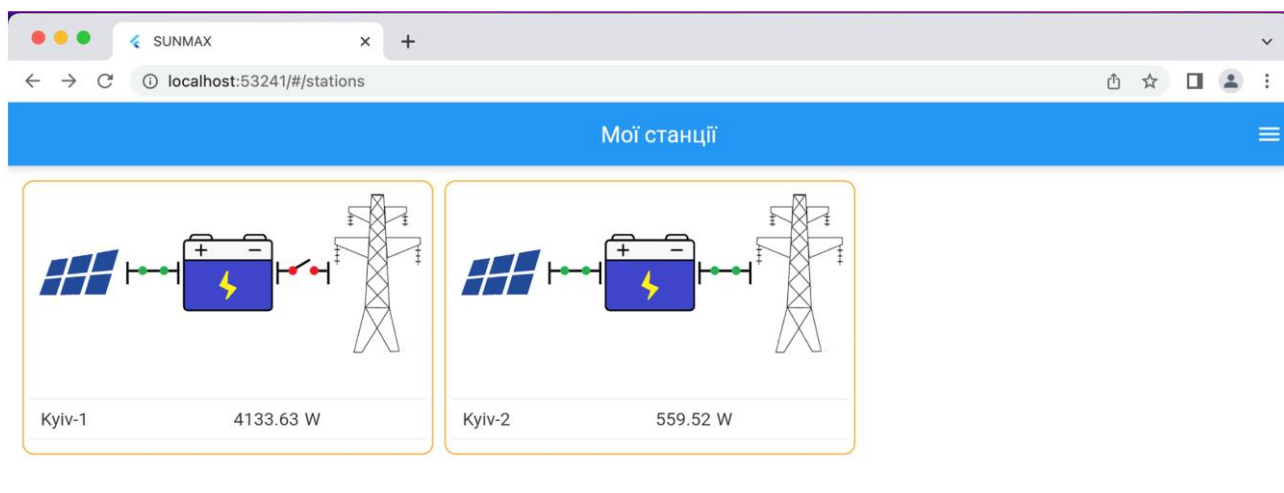 SUNMAX
localhost:53241/#/stations
Мої станції
+ −
+ −
Kyiv-1 4133.63 W
Kyiv-2 559.52 W